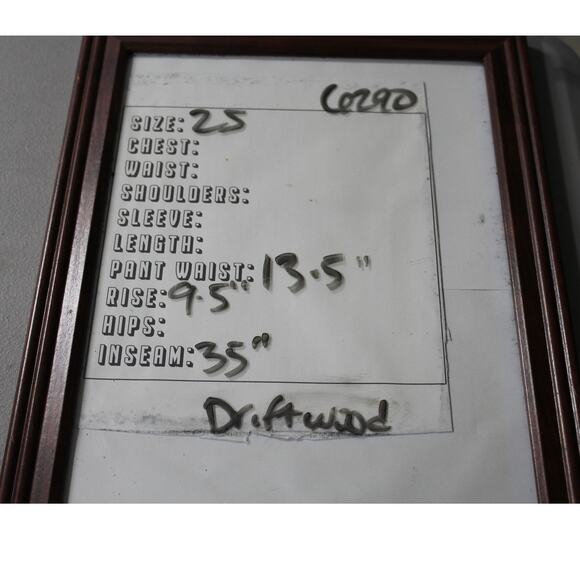 60290
SIZE: 25
CHEST:
WAIST:
SHOULDERS:
SLEEVE:
LENGTH:
PANT WAIST: 13.5"
RISE: 9.5"
HIPS:
INSEAM: 35"
Driftwood